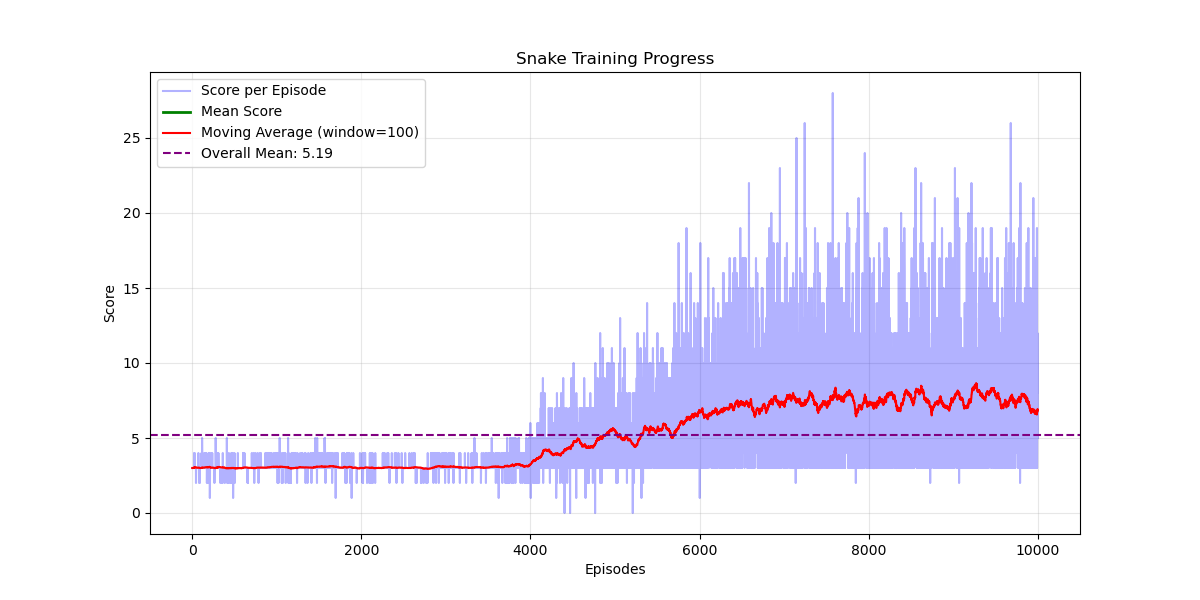 Snake Training Progress
Score per Episode
Mean Score
Moving Average (window=100)
Overall Mean: 5.19
Score
25
20
15
10
5
0
0 2000 4000 6000 8000 10000
Episodes